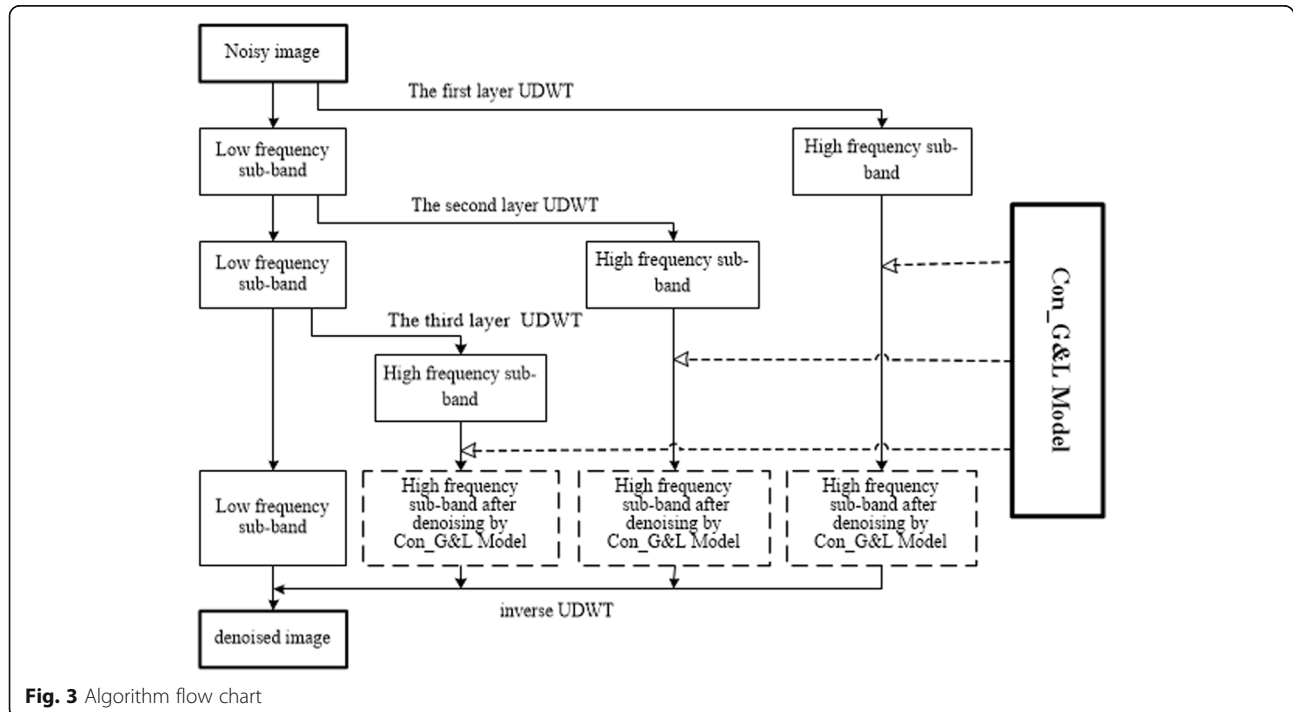 Noisy image
The first layer UDWT
Low frequency
sub-band
High frequency sub-
band
The second layer UDWT
Low frequency
sub-band
High frequency sub-
band
The third layer UDWT
High frequency sub-
band
Con_G&L Model
Low frequency
sub-band
High frequency
sub-band after
denoising by
Con_G&L Model
High frequency
sub-band after
denoising by
Con_G&L Model
High frequency
sub-band after
denoising by
Con_G&L Model
inverse UDWT
denoised image
Fig. 3 Algorithm flow chart